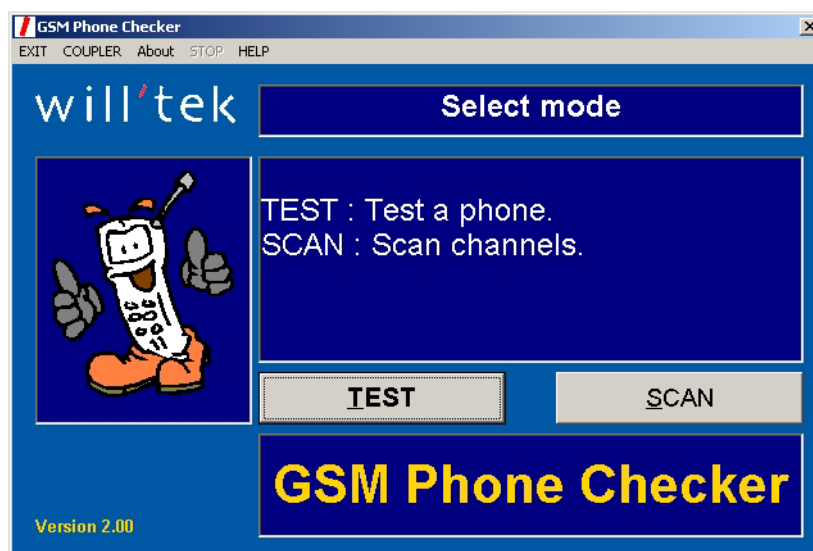 GSM Phone Checker
EXIT COUPLER About STOP HELP
will'tek
Select mode
TEST : Test a phone.
SCAN : Scan channels.
TEST
SCAN
GSM Phone Checker
Version 2.00